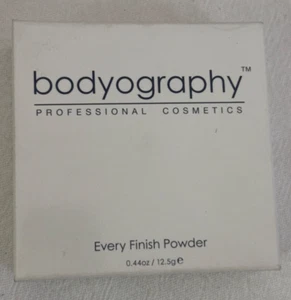 bodyography™
PROFESSIONAL COSMETICS
Every Finish Powder
0.44oz / 12.5g℮